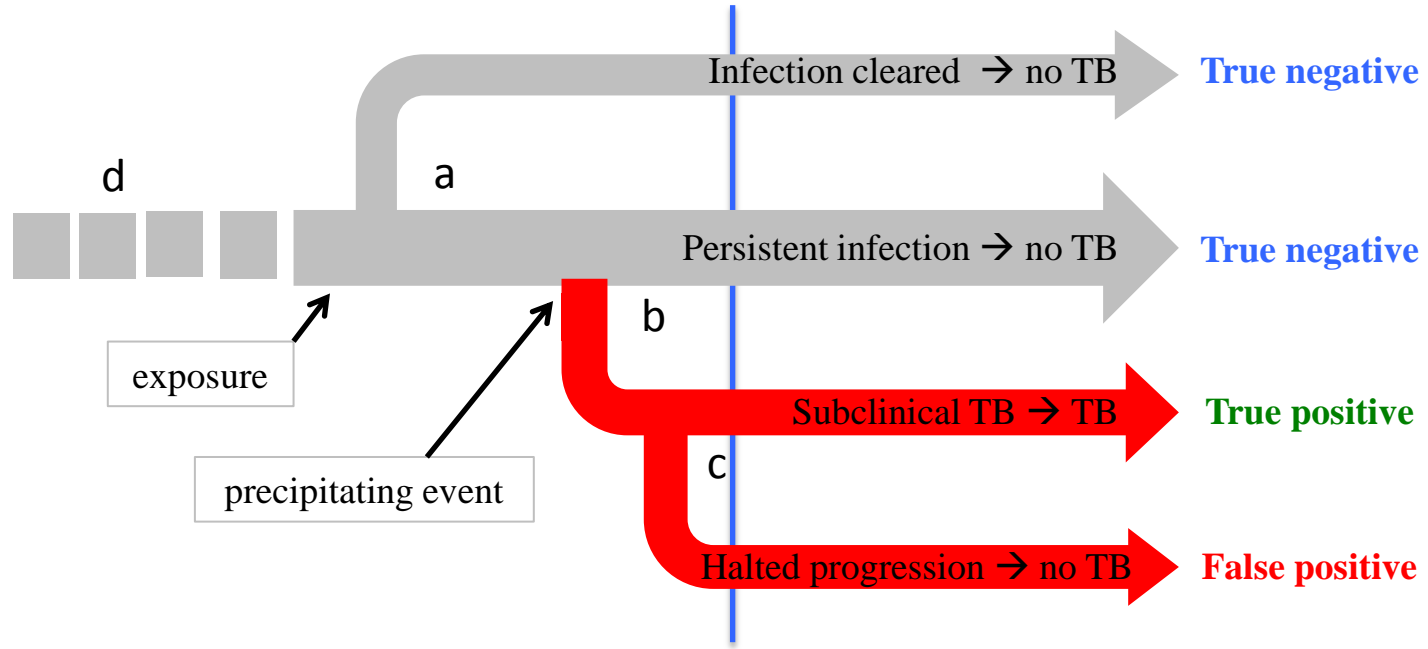 Infection cleared → no TB
True negative
d
a
Persistent infection → no TB
True negative
b
exposure
Subclinical TB → TB
True positive
c
precipitating event
Halted progression → no TB
False positive